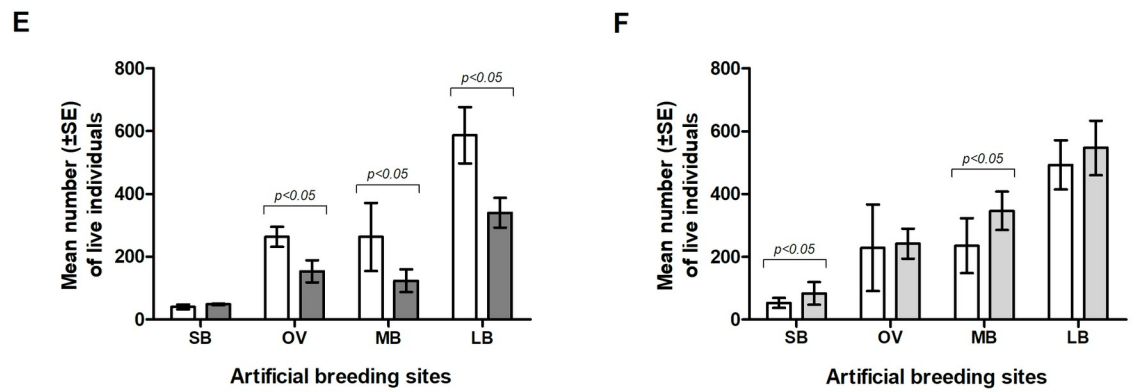 E
Mean number (±SE)
of live individuals
800
600
400
200
0
p<0.05
p<0.05
p<0.05
SB OV MB LB
Artificial breeding sites
F
Mean number (±SE)
of live individuals
800
600
400
200
0
p<0.05
p<0.05
SB OV MB LB
Artificial breeding sites